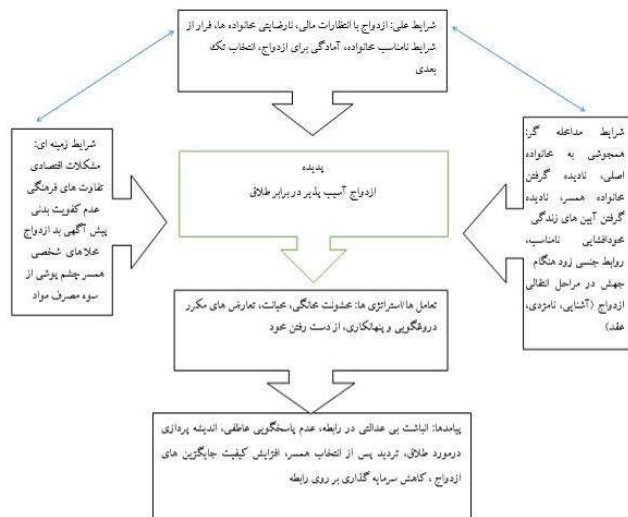 شرایط علی: ازدواج با انتظارات مالی، نارضایتی خانواده ها، فرار از
شرایط نامناسب خانواده، آمادگی برای ازدواج، انتخاب تک
بعدی
شرایط مداخله گر:
همجوشی به خانواده
اصلی، نادیده گرفتن
خانواده همسر، نادیده
گرفتن آیین های زندگی
خودافشایی نامناسب،
روابط جنسی زود هنگام
جهش در مراحل انتقالی
ازدواج (آشنایی، نامزدی،
عقد)
پدیده
ازدواج آسیب پذیر در برابر طلاق
شرایط زمینه ای:
مشکلات اقتصادی
تفاوت های فرهنگی
عدم کفویت بدنی
پیش آگهی بد ازدواج
خلاهای شخصی
همسر چشم پوشی از
سوء مصرف مواد
تعامل ها/استراتژی ها: خشونت خانگی، خیانت، تعارض های مکرر
دروغگویی و پنهانکاری، از دست رفتن خود
پیامدها: انباشت بی عدالتی در رابطه، عدم پاسخگویی عاطفی، اندیشه پردازی
درمورد طلاق، تردید پس از انتخاب همسر، افزایش کیفیت جایگزین های
ازدواج ، کاهش سرمایه گذاری بر روی رابطه